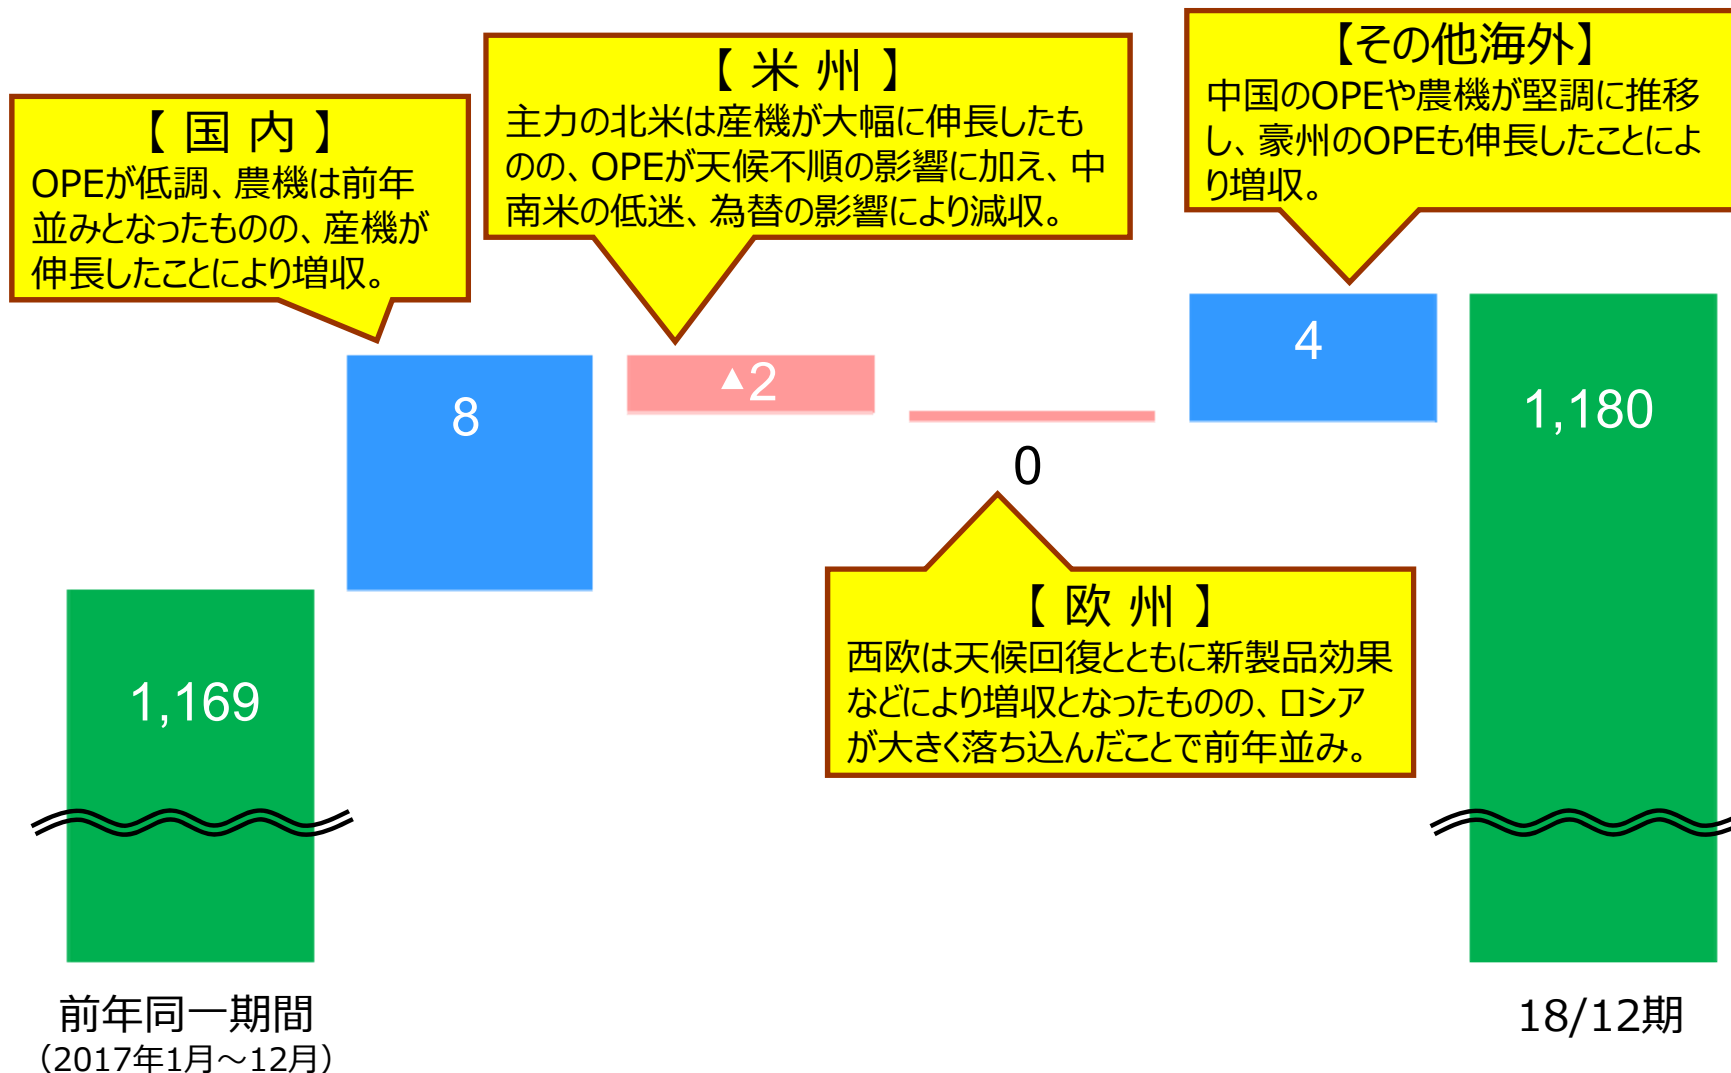 【 国 内 】
OPEが低調、農機は前年
並みとなったものの、産機が
伸長したことにより増収。
【 米 州 】
主力の北米は産機が大幅に伸長したも
のの、OPEが天候不順の影響に加え、中
南米の低迷、為替の影響により減収。
【その他海外】
中国のOPEや農機が堅調に推移
し、豪州のOPEも伸長したことによ
り増収。
8
▲2
0
4
1,180
1,169
【 欧 州 】
西欧は天候回復とともに新製品効果
などにより増収となったものの、ロシア
が大きく落ち込んだことで前年並み。
前年同一期間
（2017年1月～12月）
18/12期